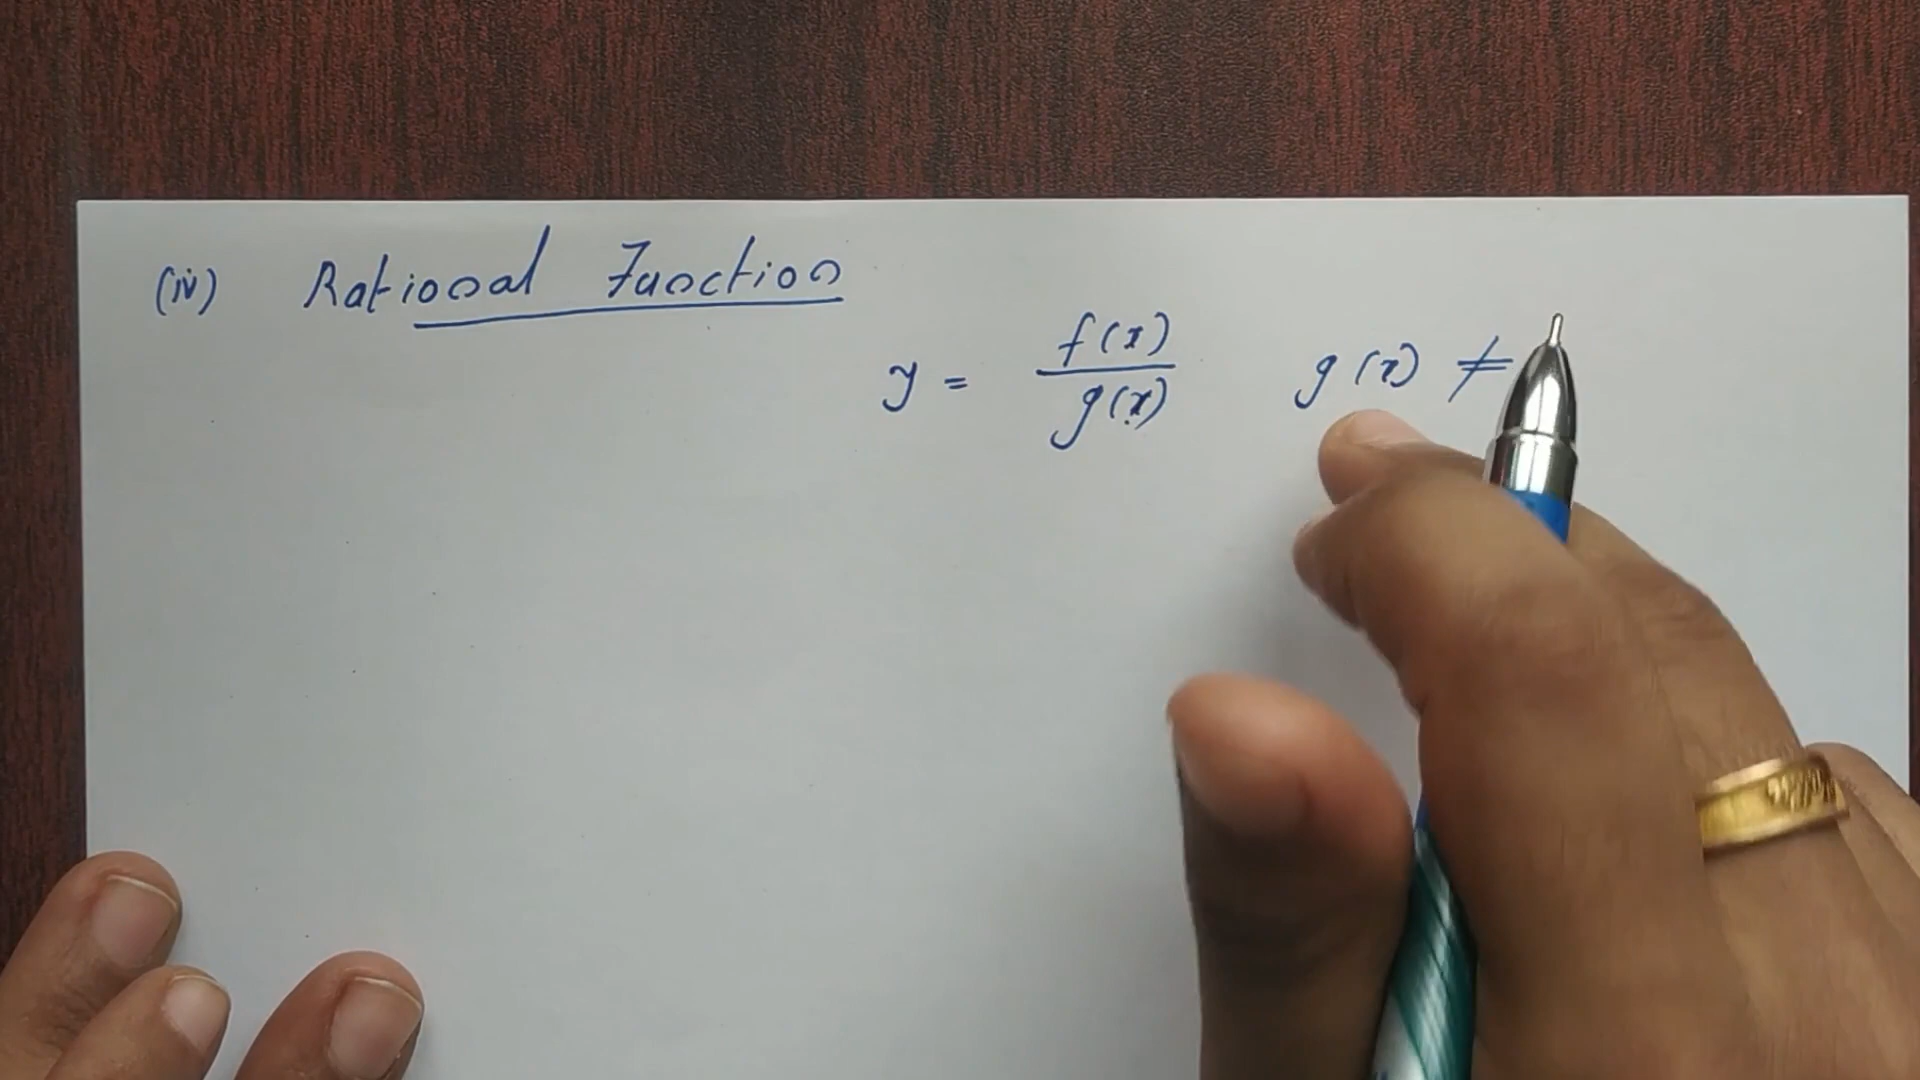 (iv) Rational Function
y = f(x)/g(x) g(x) ≠